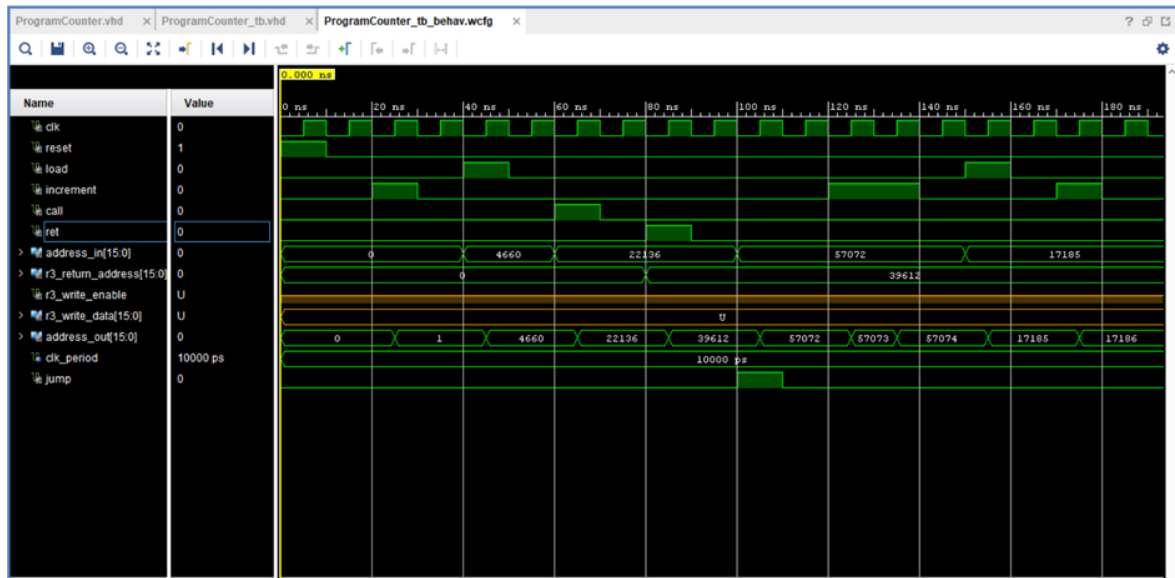 ProgramCounter.vhd × ProgramCounter_tb.vhd × ProgramCounter_tb_behav.wcfg × ?
0.000 ns
Name Value 0 ns 20 ns 40 ns 60 ns 80 ns 100 ns 120 ns 140 ns 160 ns 180 ns
clk 0
reset 1
load 0
increment 0
call 0
ret 0
address_in[15:0] 0 0 4660 22136 57072 17185
r3_return_address[15:0] 0 0 39612
r3_write_enable U
r3_write_data[15:0] U U
address_out[15:0] 0 0 1 4660 22136 39612 57072 57073 57074 17185 17186
clk_period 10000 ps 10000 ps
jump 0